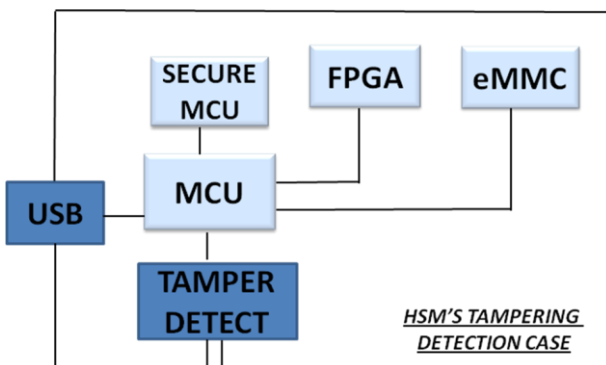 SECURE
MCU
FPGA
eMMC
MCU
USB
TAMPER
DETECT
HSM'S TAMPERING
DETECTION CASE